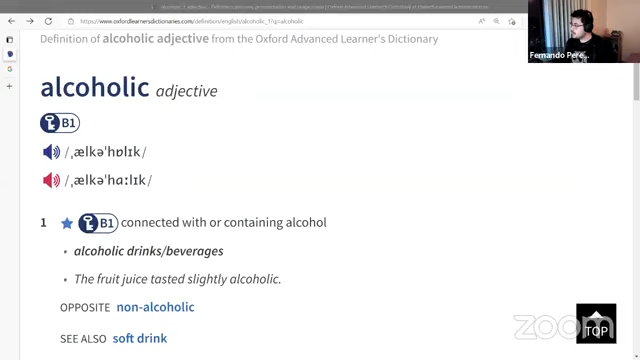 https://www.oxfordlearnersdictionaries.com/definition/english/alcoholic_1?q=alcoholic
Fernando Pere...
Definition of alcoholic adjective from the Oxford Advanced Learner's Dictionary
alcoholic adjective
B1
/ˌælkəˈhɒlɪk/
/ˌælkəˈhɑːlɪk/
1 B1 connected with or containing alcohol
• alcoholic drinks/beverages
• The fruit juice tasted slightly alcoholic.
OPPOSITE non-alcoholic
SEE ALSO soft drink
TOP
zoom